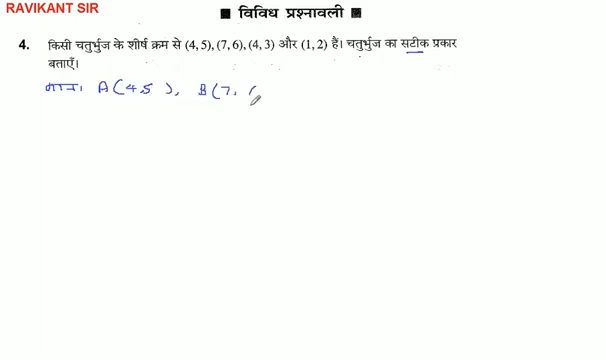 RAVIKANT SIR
■ विविध प्रश्नावली ■
4. किसी चतुर्भुज के शीर्ष क्रम से (4, 5), (7, 6), (4, 3) और (1, 2) हैं। चतुर्भुज का सटीक प्रकार
बताएँ।
माना A(4,5), B(7, (